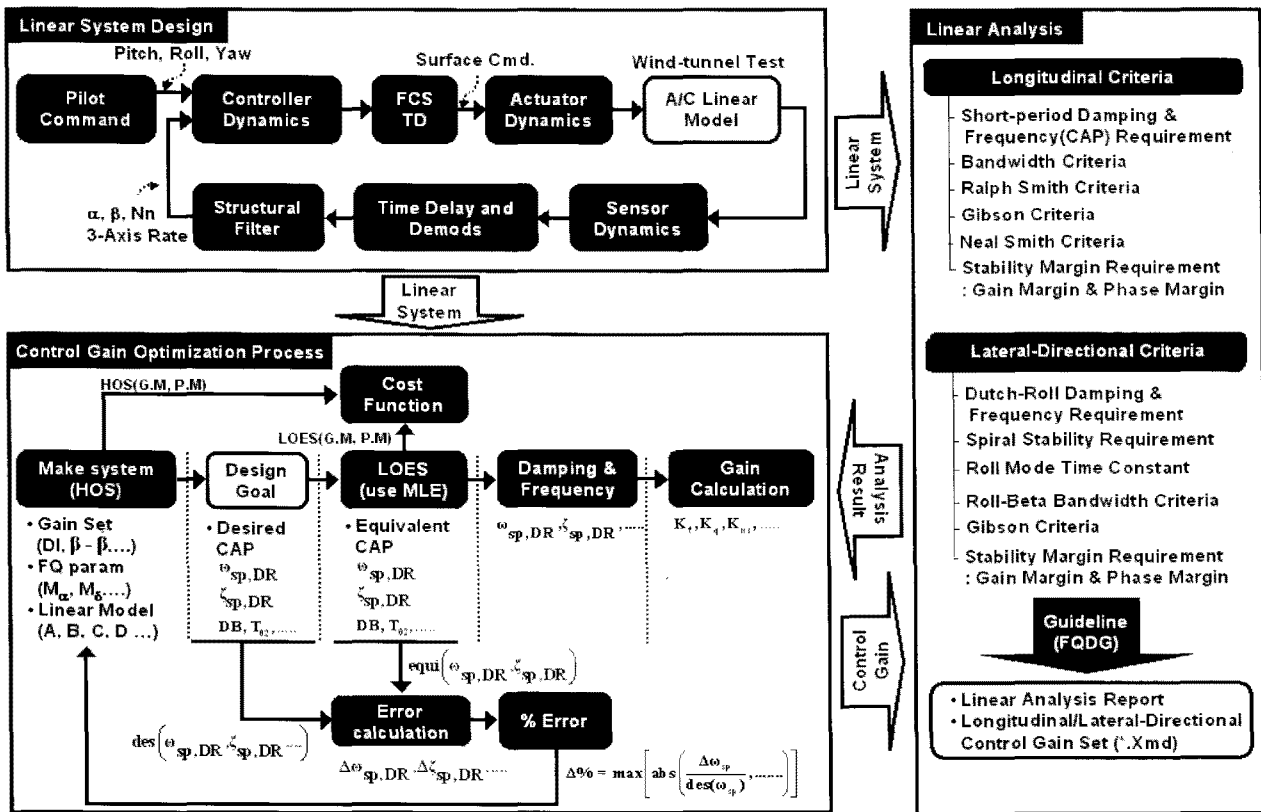 Linear System Design
Pitch, Roll, Yaw
Surface Cmd.
Wind-tunnel Test
Pilot
Command
Controller
Dynamics
FCS
TD
Actuator
Dynamics
A/C Linear
Model
α, β, Nn
3-Axis Rate
Structural
Filter
Time Delay and
Demods
Sensor
Dynamics
Linear
System
Linear
System
Control Gain Optimization Process
HOS(G.M, P.M)
Cost
Function
LOES(G.M, P.M)
Make system
(HOS)
Design
Goal
LOES
(use MLE)
Damping &
Frequency
Gain
Calculation
• Gain Set
(DI, β - β....)
• FQ param
(Mα, Mδ....)
• Linear Model
(A, B, C, D ...)
• Desired
CAP
ωsp,DR
ζsp,DR
DB, Tθ2,.....
• Equivalent
CAP
ωsp,DR
ζsp,DR
DB, Tθ2,.....
ωsp,DR,ζsp,DR,.....
equi(ωsp,DR,ζsp,DR)
Error
calculation
% Error
des(ωsp,DR,ζsp,DR....)
Δωsp,DR,Δζsp,DR.....
Δ% = max[abs(Δωsp/des(ωsp),......)]
Analysis
Result
Control
Gain
Linear Analysis
Longitudinal Criteria
Short-period Damping &
Frequency(CAP) Requirement
Bandwidth Criteria
Ralph Smith Criteria
Gibson Criteria
Neal Smith Criteria
Stability Margin Requirement
: Gain Margin & Phase Margin
Lateral-Directional Criteria
Dutch-Roll Damping &
Frequency Requirement
Spiral Stability Requirement
Roll Mode Time Constant
Roll-Beta Bandwidth Criteria
Gibson Criteria
Stability Margin Requirement
: Gain Margin & Phase Margin
Guideline
(FQDG)
• Linear Analysis Report
• Longitudinal/Lateral-Directional
Control Gain Set (*.Xmd)